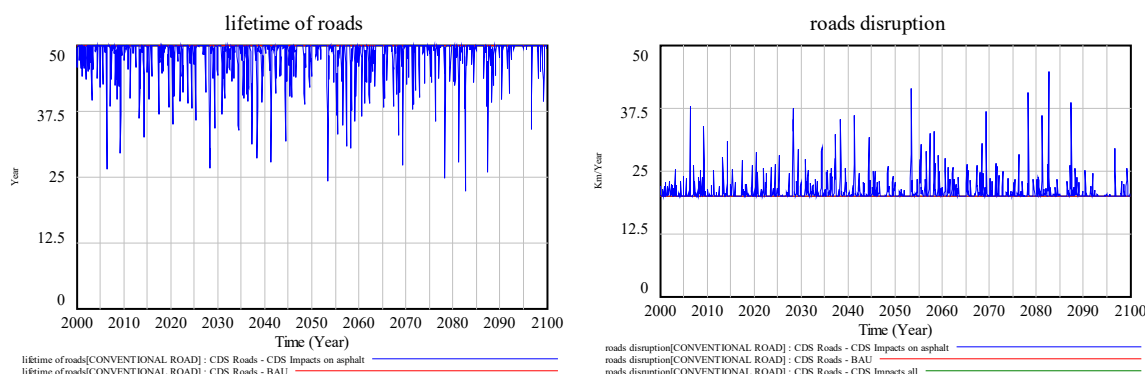 lifetime of roads
50
37.5
25
12.5
0
Year
2000 2010 2020 2030 2040 2050 2060 2070 2080 2090 2100
Time (Year)
lifetime of roads[CONVENTIONAL ROAD] : CDS Roads - CDS Impacts on asphalt
lifetime of roads[CONVENTIONAL ROAD] : CDS Roads - BAU
roads disruption
50
37.5
25
12.5
0
Km/Year
2000 2010 2020 2030 2040 2050 2060 2070 2080 2090 2100
Time (Year)
roads disruption[CONVENTIONAL ROAD] : CDS Roads - CDS Impacts on asphalt
roads disruption[CONVENTIONAL ROAD] : CDS Roads - BAU
roads disruption[CONVENTIONAL ROAD] : CDS Roads - CDS Impacts all